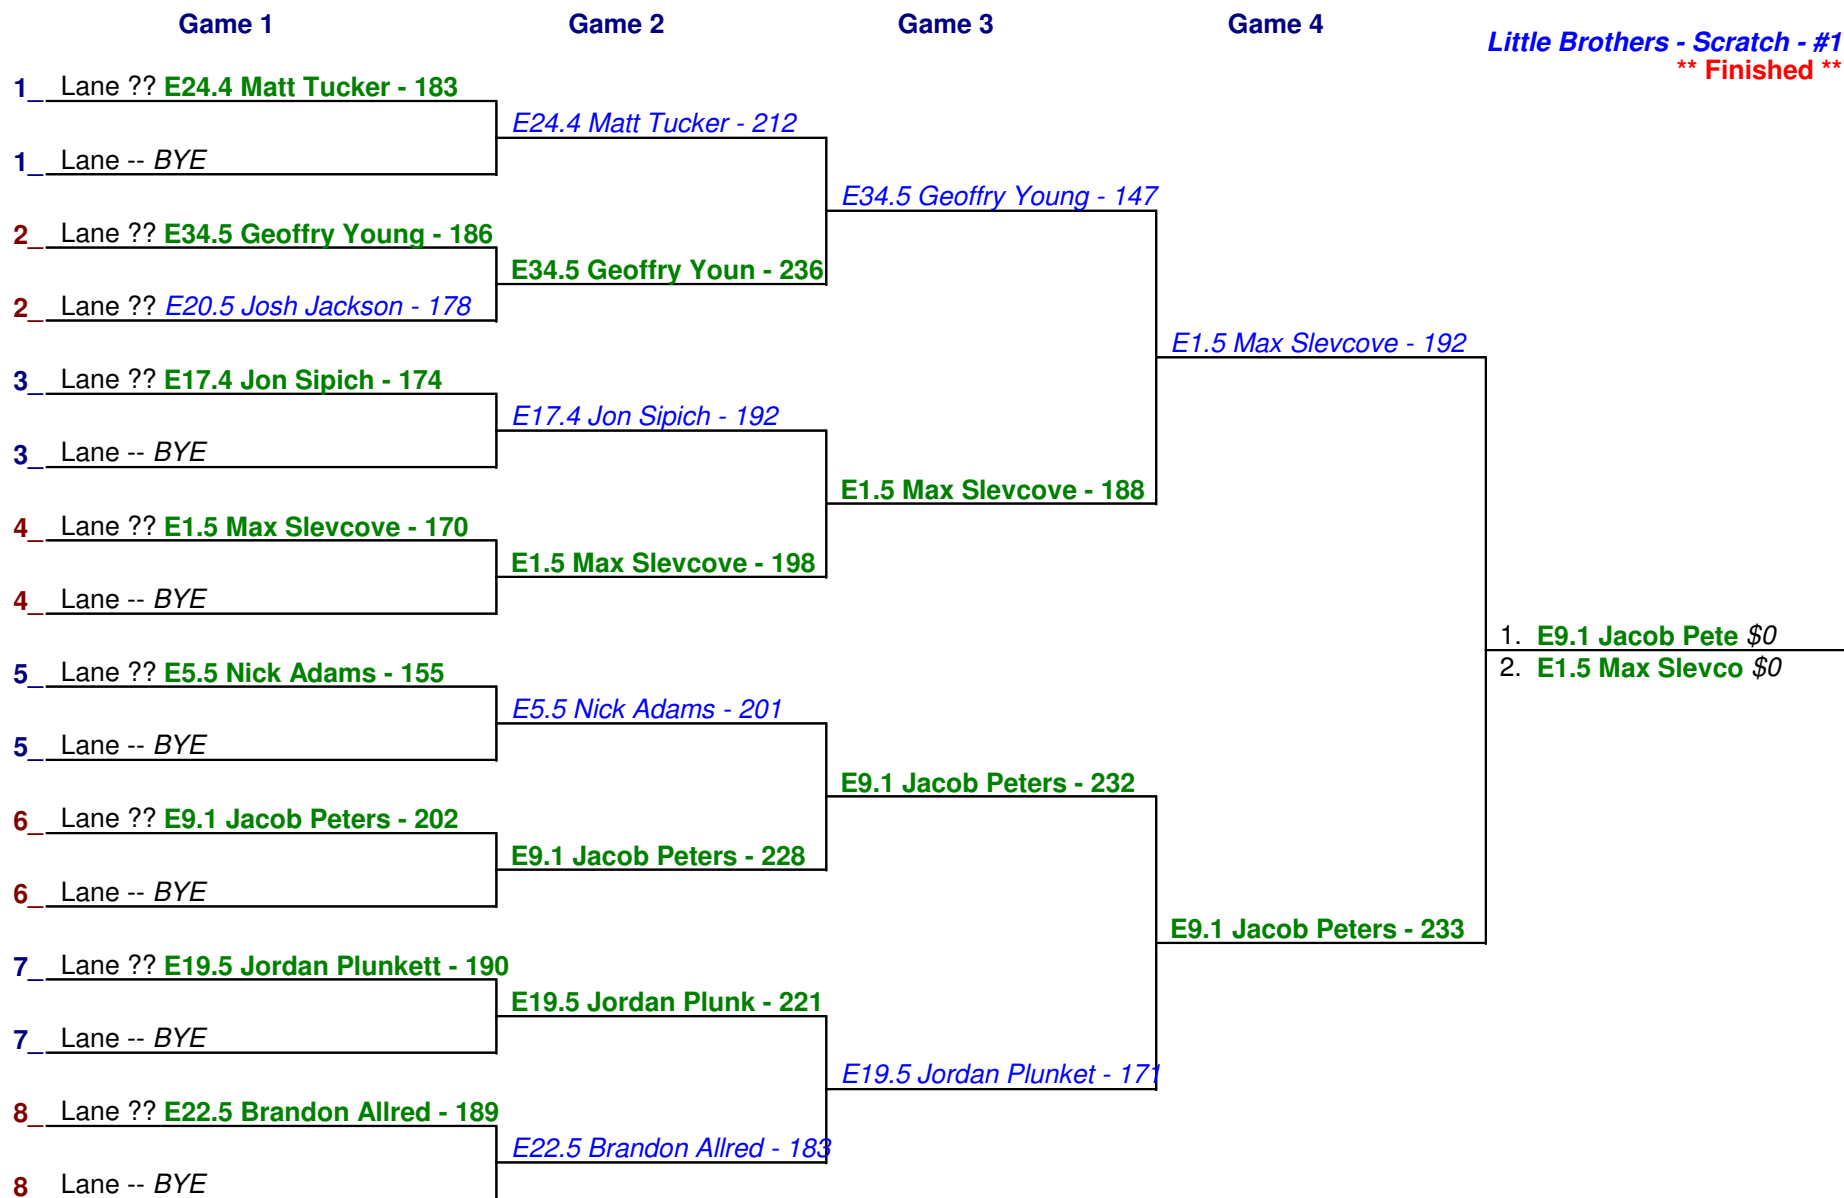 Game 1 Game 2 Game 3 Game 4
Little Brothers - Scratch - #1
** Finished **
1_ Lane ?? E24.4 Matt Tucker - 183
E24.4 Matt Tucker - 212
1_ Lane -- BYE
E34.5 Geoffry Young - 147
2_ Lane ?? E34.5 Geoffry Young - 186
E34.5 Geoffry Youn - 236
2_ Lane ?? E20.5 Josh Jackson - 178
E1.5 Max Slevcove - 192
3_ Lane ?? E17.4 Jon Sipich - 174
E17.4 Jon Sipich - 192
3_ Lane -- BYE
E1.5 Max Slevcove - 188
4_ Lane ?? E1.5 Max Slevcove - 170
E1.5 Max Slevcove - 198
4_ Lane -- BYE
1. E9.1 Jacob Pete $0
2. E1.5 Max Slevco $0
5_ Lane ?? E5.5 Nick Adams - 155
E5.5 Nick Adams - 201
5_ Lane -- BYE
E9.1 Jacob Peters - 232
6_ Lane ?? E9.1 Jacob Peters - 202
E9.1 Jacob Peters - 228
6_ Lane -- BYE
E9.1 Jacob Peters - 233
7_ Lane ?? E19.5 Jordan Plunkett - 190
E19.5 Jordan Plunk - 221
7_ Lane -- BYE
E19.5 Jordan Plunket - 171
8_ Lane ?? E22.5 Brandon Allred - 189
E22.5 Brandon Allred - 183
8 Lane -- BYE